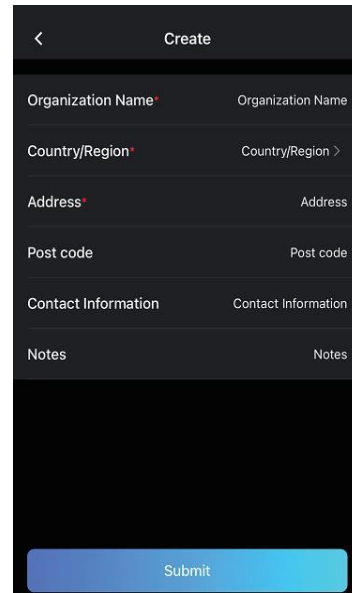 Create
Organization Name* Organization Name
Country/Region* Country/Region >
Address* Address
Post code Post code
Contact Information Contact Information
Notes Notes
Submit